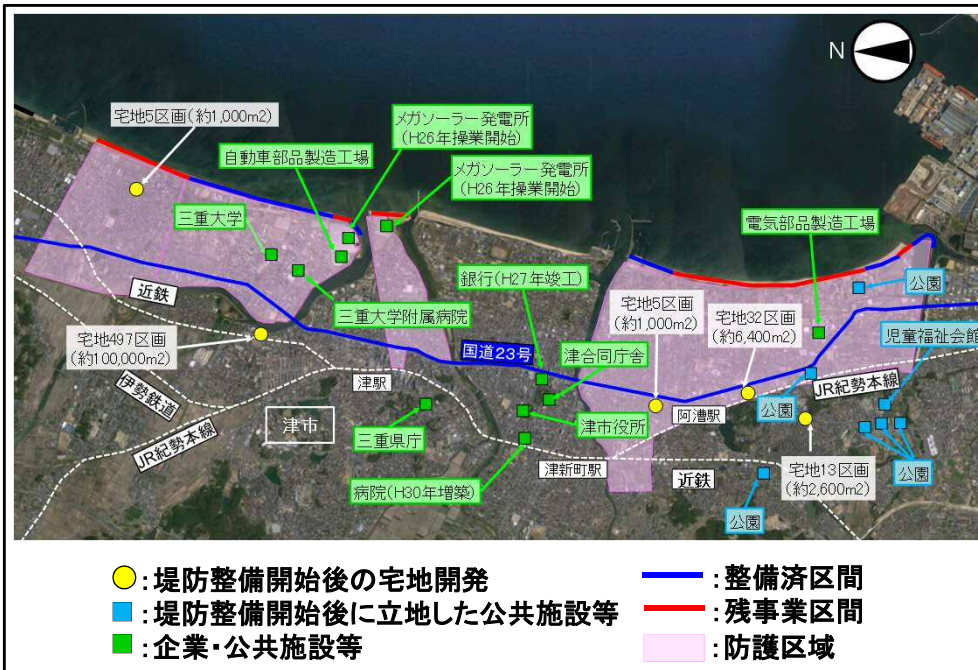 N
宅地5区画(約1,000m2)
メガソーラー発電所
(H26年操業開始)
自動車部品製造工場
メガソーラー発電所
(H26年操業開始)
三重大学
電気部品製造工場
銀行(H27年竣工)
公園
近鉄
三重大学附属病院
宅地5区画
(約1,000m2)
宅地32区画
(約6,400m2)
児童福祉会館
宅地497区画
(約100,000m2)
国道23号
津合同庁舎
津駅
JR紀勢本線
伊勢鉄道
三重県庁
津市役所
阿漕駅
公園
津市
JR紀勢本線
病院(H30年増築)
津新町駅
近鉄
宅地13区画
(約2,600m2)
公園
公園
:堤防整備開始後の宅地開発
:堤防整備開始後に立地した公共施設等
:企業・公共施設等
:整備済区間
:残事業区間
:防護区域